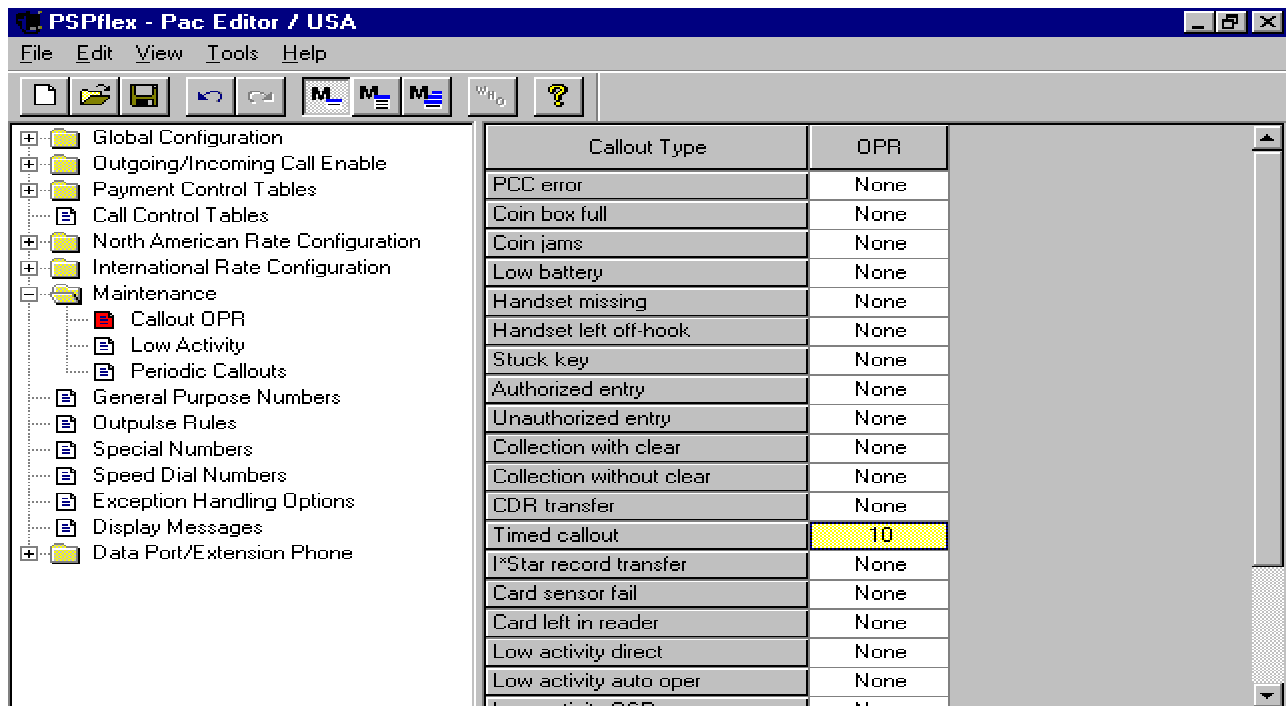 PSPflex - Pac Editor / USA
File Edit View Tools Help
M M M WHO ?
Global Configuration
Outgoing/Incoming Call Enable
Payment Control Tables
Call Control Tables
North American Rate Configuration
International Rate Configuration
Maintenance
Callout OPR
Low Activity
Periodic Callouts
General Purpose Numbers
Outpulse Rules
Special Numbers
Speed Dial Numbers
Exception Handling Options
Display Messages
Data Port/Extension Phone
Callout Type OPR
PCC error None
Coin box full None
Coin jams None
Low battery None
Handset missing None
Handset left off-hook None
Stuck key None
Authorized entry None
Unauthorized entry None
Collection with clear None
Collection without clear None
CDR transfer None
Timed callout 10
I*Star record transfer None
Card sensor fail None
Card left in reader None
Low activity direct None
Low activity auto oper None